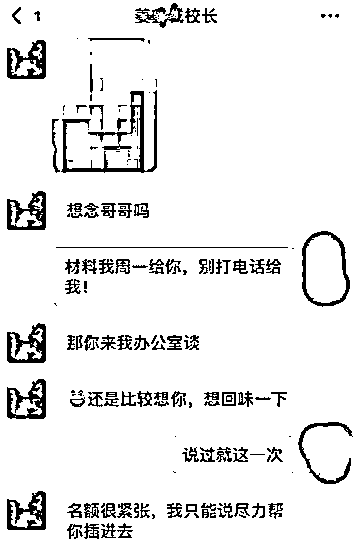 1
校长
想念哥哥吗
材料我周一给你，别打电话给
我！
那你来我办公室谈
😄还是比较想你，想回味一下
说过就这一次
名额很紧张，我只能说尽力帮
你插进去